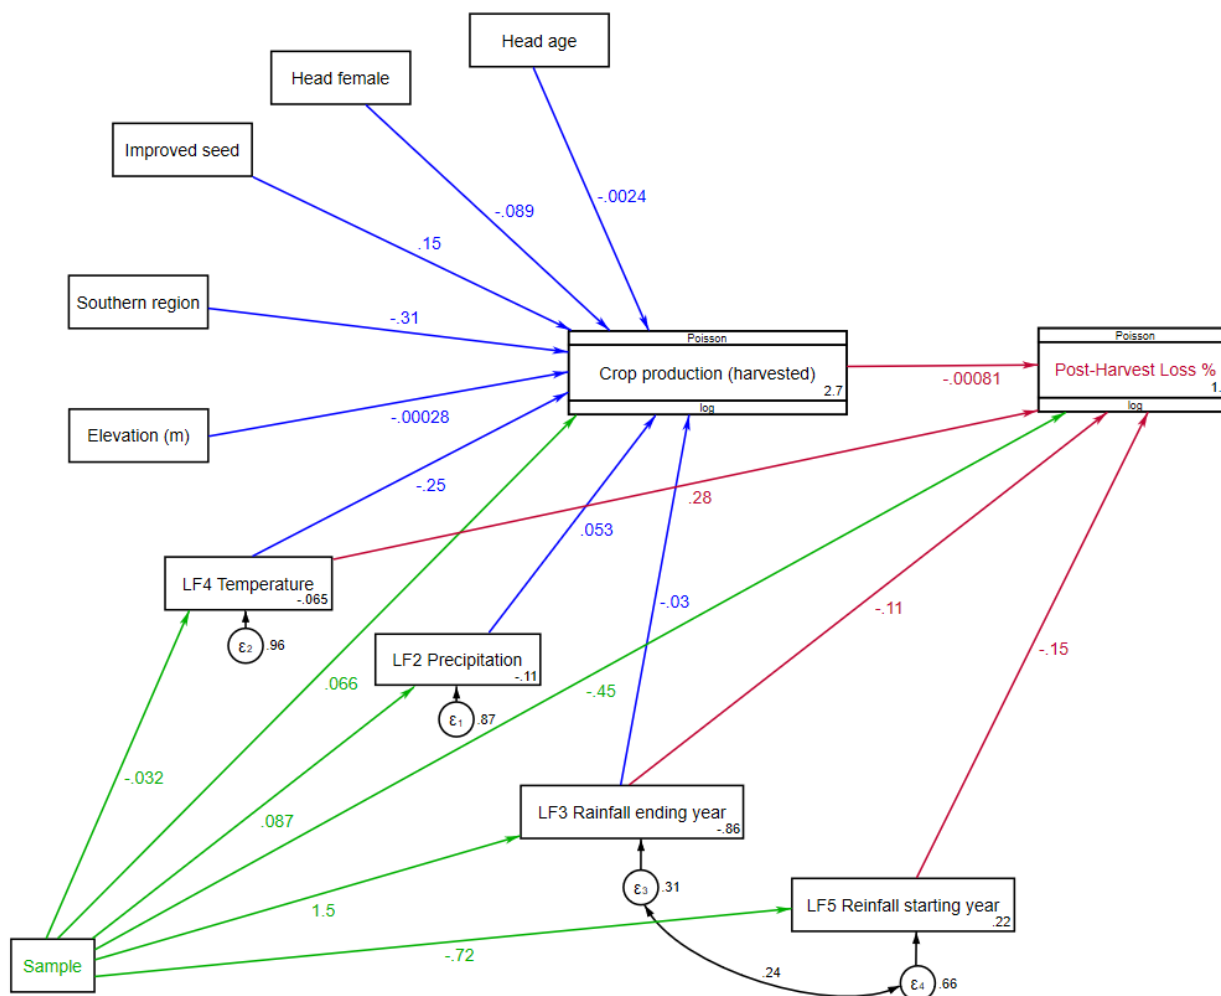 Head age
Head female
Improved seed
-.0024
-.089
.15
Southern region
-.31
Poisson
Crop production (harvested)
2.7
log
-.00081
Poisson
Post-Harvest Loss %
1.
log
Elevation (m)
-.00028
-.25
.28
.053
LF4 Temperature
-.065
ε2
.96
-.03
-.11
LF2 Precipitation
-.11
ε1
.87
.066
-.45
-.15
-.032
.087
LF3 Rainfall ending year
-.86
ε3
.31
1.5
LF5 Reinfall starting year
.22
Sample
-.72
.24
ε4
.66